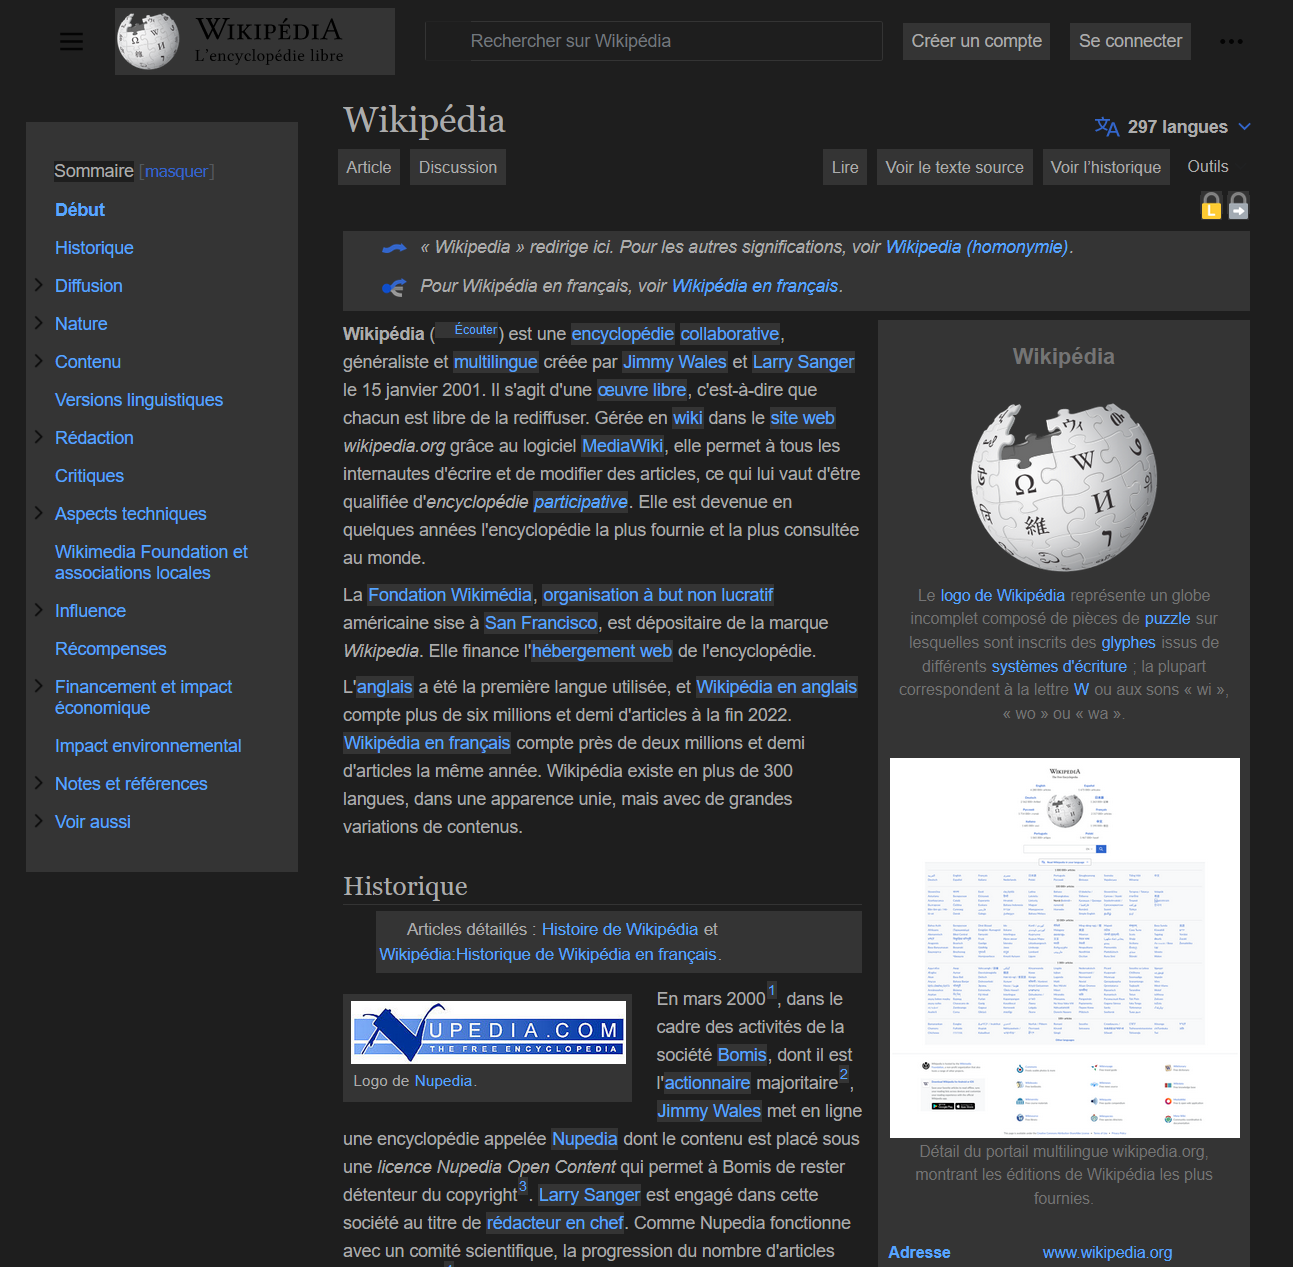 WIKIPÉDIA
L'encyclopédie libre
Rechercher sur Wikipédia
Créer un compte
Se connecter
Wikipédia
297 langues
Article
Discussion
Lire
Voir le texte source
Voir l'historique
Outils
Sommaire [masquer]
Début
Historique
Diffusion
Nature
Contenu
Versions linguistiques
Rédaction
Critiques
Aspects techniques
Wikimedia Foundation et
associations locales
Influence
Récompenses
Financement et impact
économique
Impact environnemental
Notes et références
Voir aussi
« Wikipedia » redirige ici. Pour les autres significations, voir Wikipedia (homonymie).
Pour Wikipédia en français, voir Wikipédia en français.
Wikipédia (Écouter) est une encyclopédie collaborative,
généraliste et multilingue créée par Jimmy Wales et Larry Sanger
le 15 janvier 2001. Il s'agit d'une œuvre libre, c'est-à-dire que
chacun est libre de la rediffuser. Gérée en wiki dans le site web
wikipedia.org grâce au logiciel MediaWiki, elle permet à tous les
internautes d'écrire et de modifier des articles, ce qui lui vaut d'être
qualifiée d'encyclopédie participative. Elle est devenue en
quelques années l'encyclopédie la plus fournie et la plus consultée
au monde.
La Fondation Wikimédia, organisation à but non lucratif
américaine sise à San Francisco, est dépositaire de la marque
Wikipedia. Elle finance l'hébergement web de l'encyclopédie.
L'anglais a été la première langue utilisée, et Wikipédia en anglais
compte plus de six millions et demi d'articles à la fin 2022.
Wikipédia en français compte près de deux millions et demi
d'articles la même année. Wikipédia existe en plus de 300
langues, dans une apparence unie, mais avec de grandes
variations de contenus.
Historique
Articles détaillés : Histoire de Wikipédia et
Wikipédia:Historique de Wikipédia en français.
NUPEDIA.COM
THE FREE ENCYCLOPEDIA
Logo de Nupedia.
En mars 2000 1, dans le
cadre des activités de la
société Bomis, dont il est
l'actionnaire majoritaire 2,
Jimmy Wales met en ligne
une encyclopédie appelée Nupedia dont le contenu est placé sous
une licence Nupedia Open Content qui permet à Bomis de rester
détenteur du copyright 3. Larry Sanger est engagé dans cette
société au titre de rédacteur en chef. Comme Nupedia fonctionne
avec un comité scientifique, la progression du nombre d'articles
Wikipédia
Ω
W
И
維
Le logo de Wikipédia représente un globe
incomplet composé de pièces de puzzle sur
lesquelles sont inscrits des glyphes issus de
différents systèmes d'écriture ; la plupart
correspondent à la lettre W ou aux sons « wi »,
« wo » ou « wa ».
WIKIPEDIA
Détail du portail multilingue wikipedia.org,
montrant les éditions de Wikipédia les plus
fournies.
Adresse
www.wikipedia.org